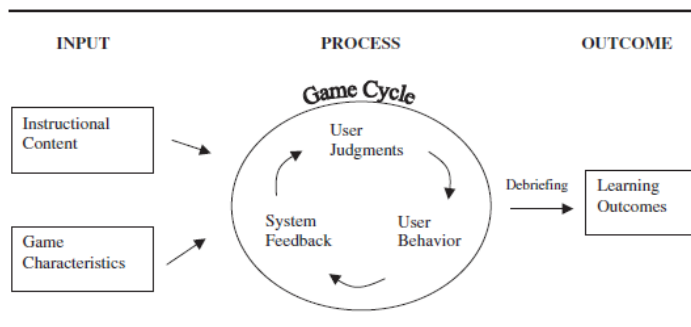 INPUT
PROCESS
OUTCOME
Game Cycle
Instructional
Content
User
Judgments
Debriefing
Learning
Outcomes
System
Feedback
User
Behavior
Game
Characteristics